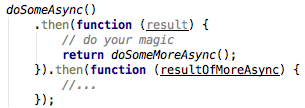 doSomeAsync()
    .then(function (result) {
        // do your magic
        return doSomeMoreAsync();
    }).then(function (resultOfMoreAsync) {
        //...
    });